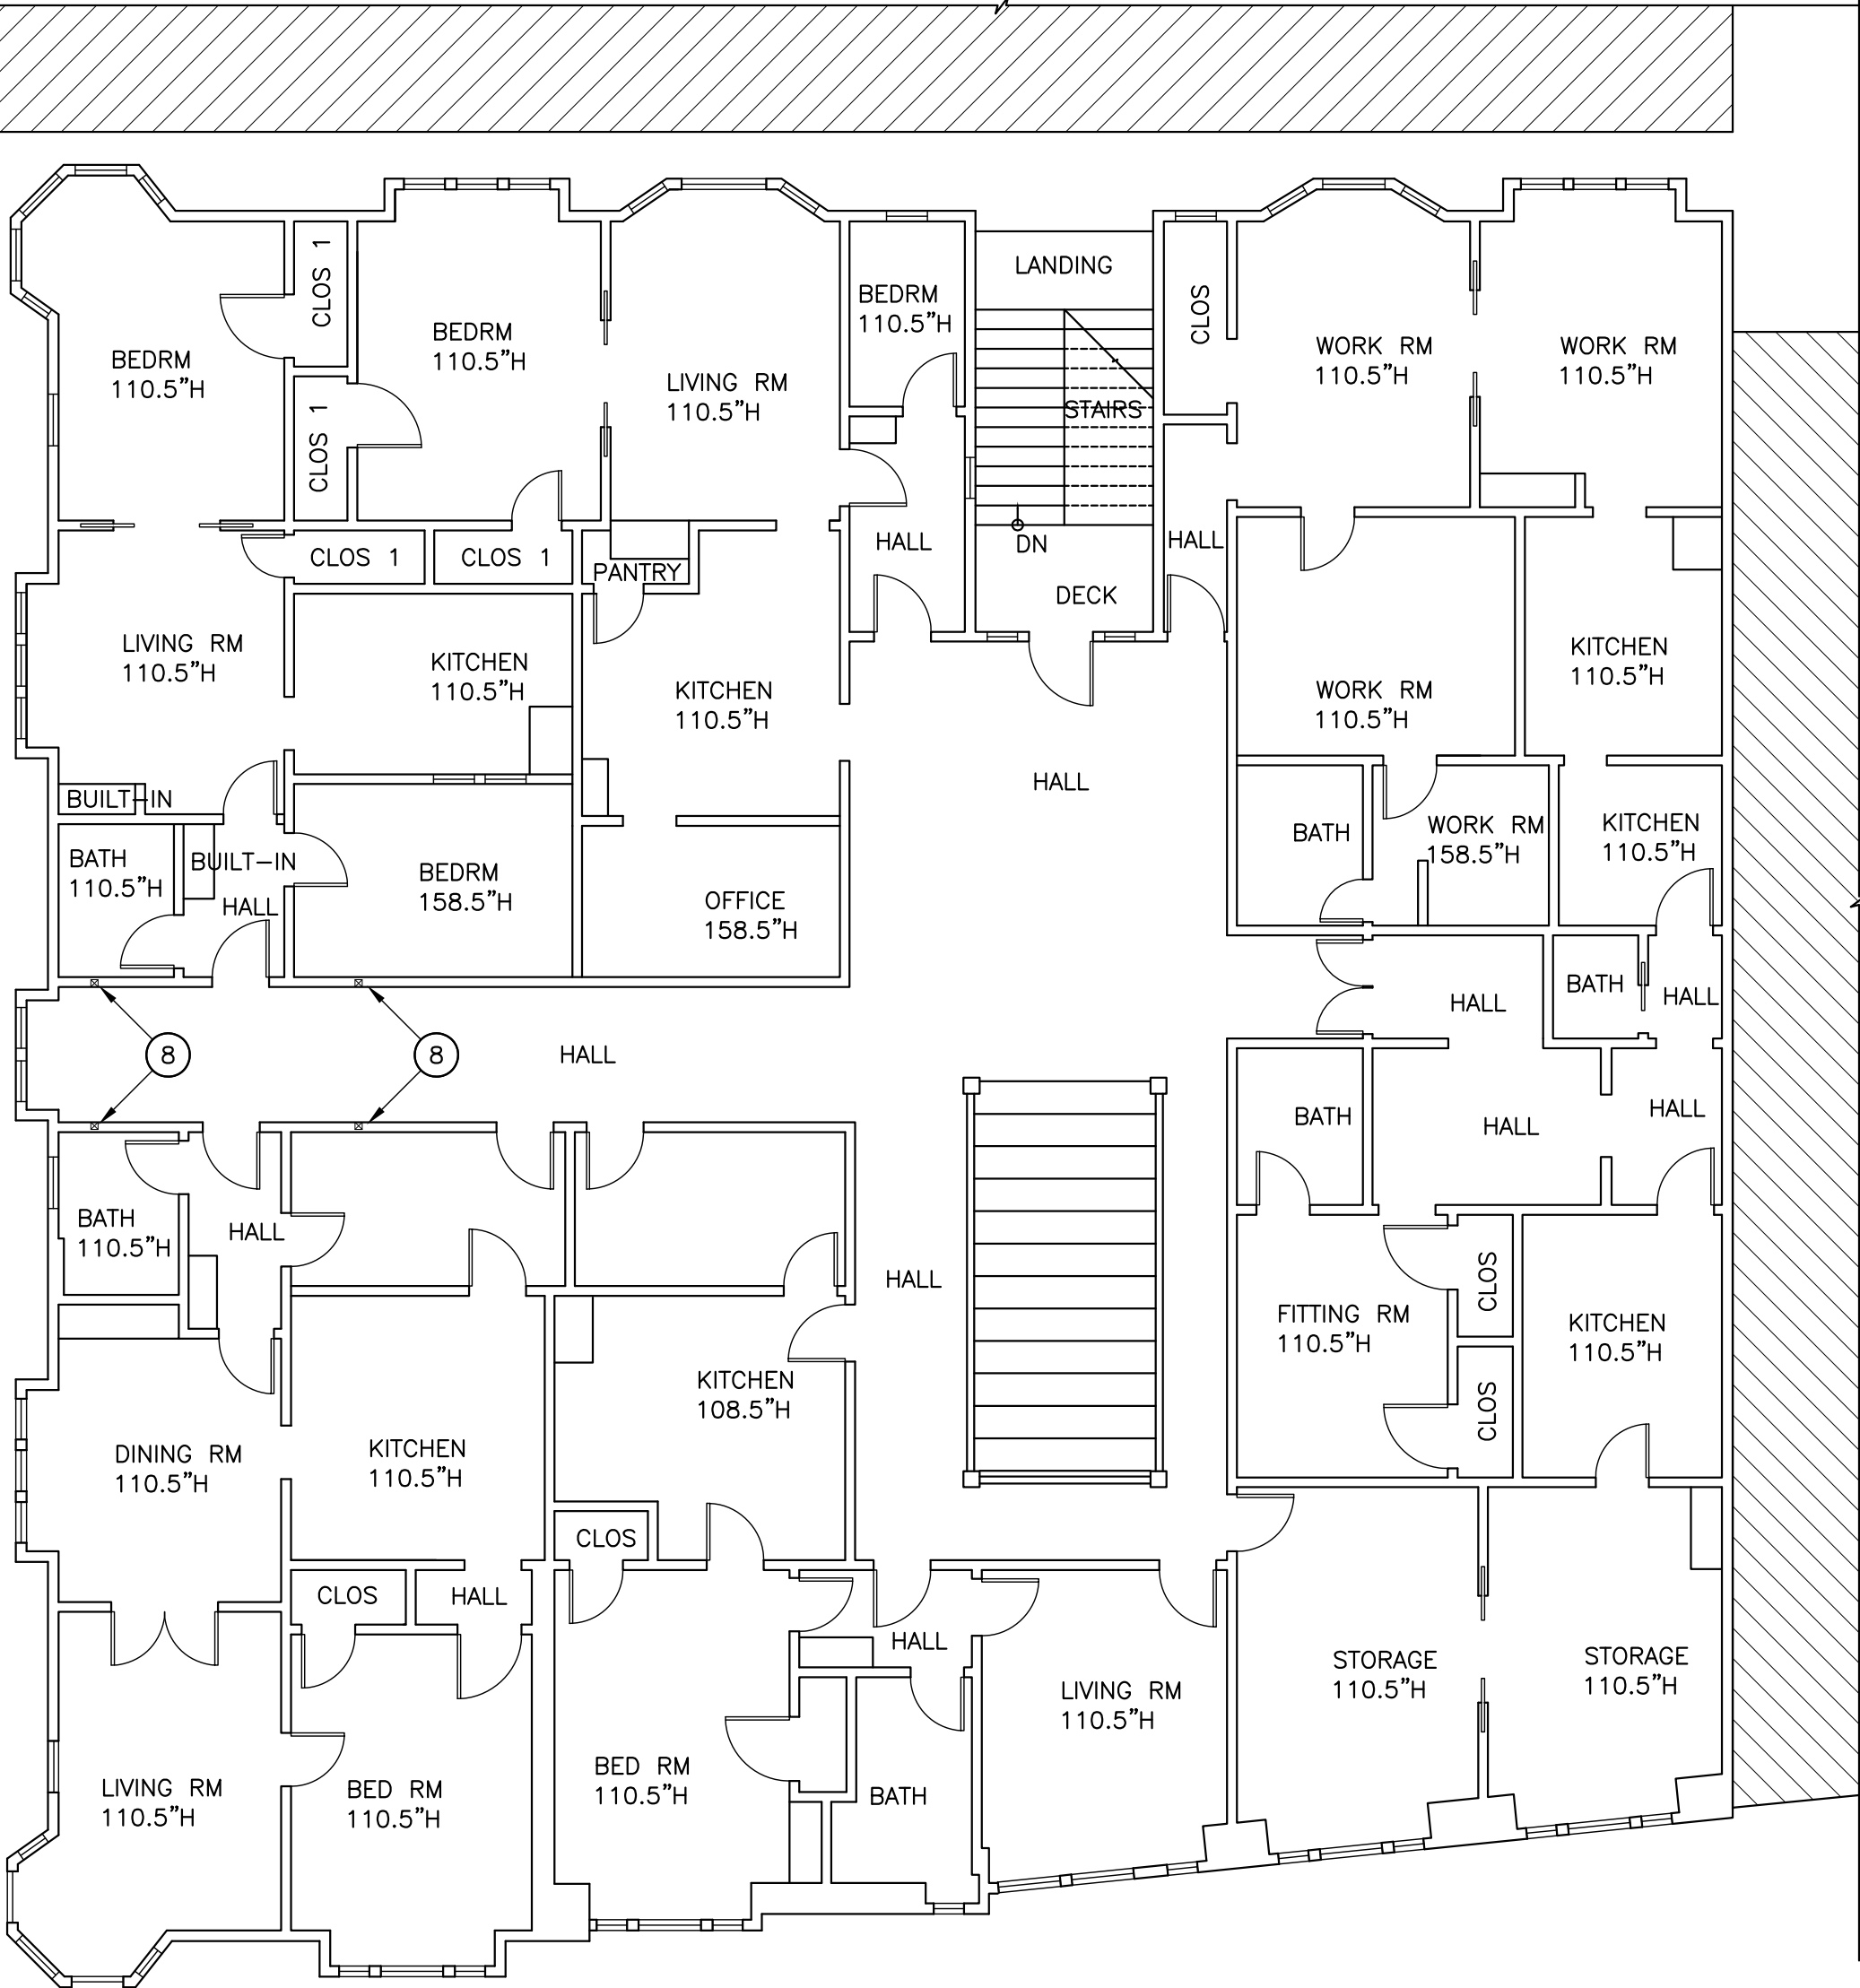 CLOS 1
LANDING
BEDRM
110.5"H
CLOS
BEDRM
110.5"H
WORK RM
110.5"H
WORK RM
110.5"H
BEDRM
110.5"H
LIVING RM
110.5"H
STAIRS
CLOS 1
CLOS 1
CLOS 1
HALL
DN
HALL
PANTRY
DECK
LIVING RM
110.5"H
KITCHEN
110.5"H
KITCHEN
110.5"H
KITCHEN
110.5"H
WORK RM
110.5"H
HALL
BUILT-IN
BATH
WORK RM
158.5"H
KITCHEN
110.5"H
BATH
110.5"H
BUILT-IN
HALL
BEDRM
158.5"H
OFFICE
158.5"H
BATH
HALL
HALL
8
8
HALL
BATH
HALL
HALL
BATH
110.5"H
HALL
HALL
CLOS
FITTING RM
110.5"H
KITCHEN
110.5"H
KITCHEN
108.5"H
CLOS
DINING RM
110.5"H
KITCHEN
110.5"H
CLOS
CLOS
HALL
HALL
STORAGE
110.5"H
STORAGE
110.5"H
LIVING RM
110.5"H
LIVING RM
110.5"H
BED RM
110.5"H
BED RM
110.5"H
BATH